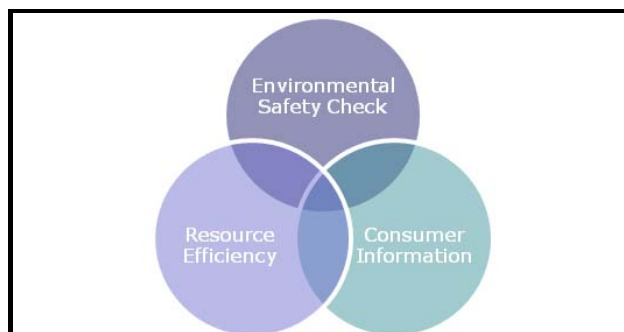 Environmental
Safety Check
Resource
Efficiency
Consumer
Information